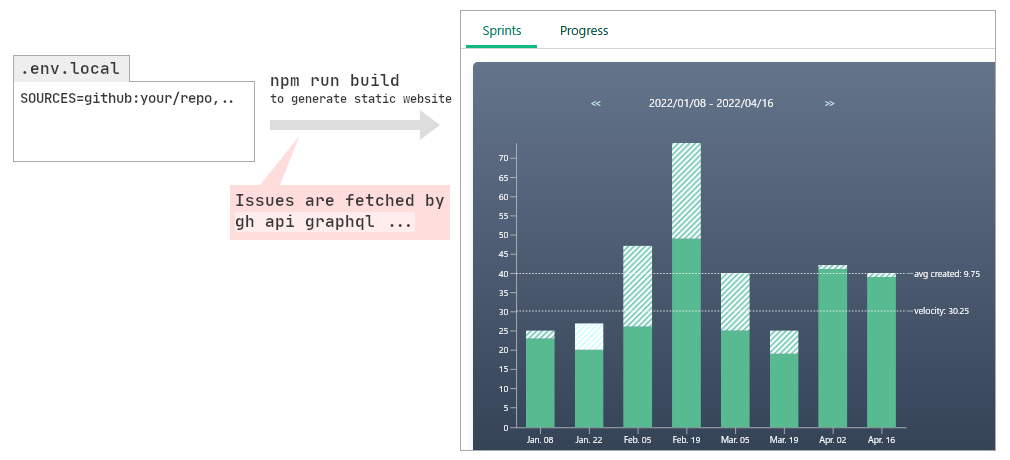 .env.local
SOURCES=github:your/repo,..
npm run build
to generate static website
Issues are fetched by
gh api graphql ...
Sprints Progress
<< 2022/01/08 - 2022/04/16 >>
70
65
60
55
50
45
40
35
30
25
20
15
10
5
0
avg created: 9.75
velocity: 30.25
Jan. 08 Jan. 22 Feb. 05 Feb. 19 Mar. 05 Mar. 19 Apr. 02 Apr. 16